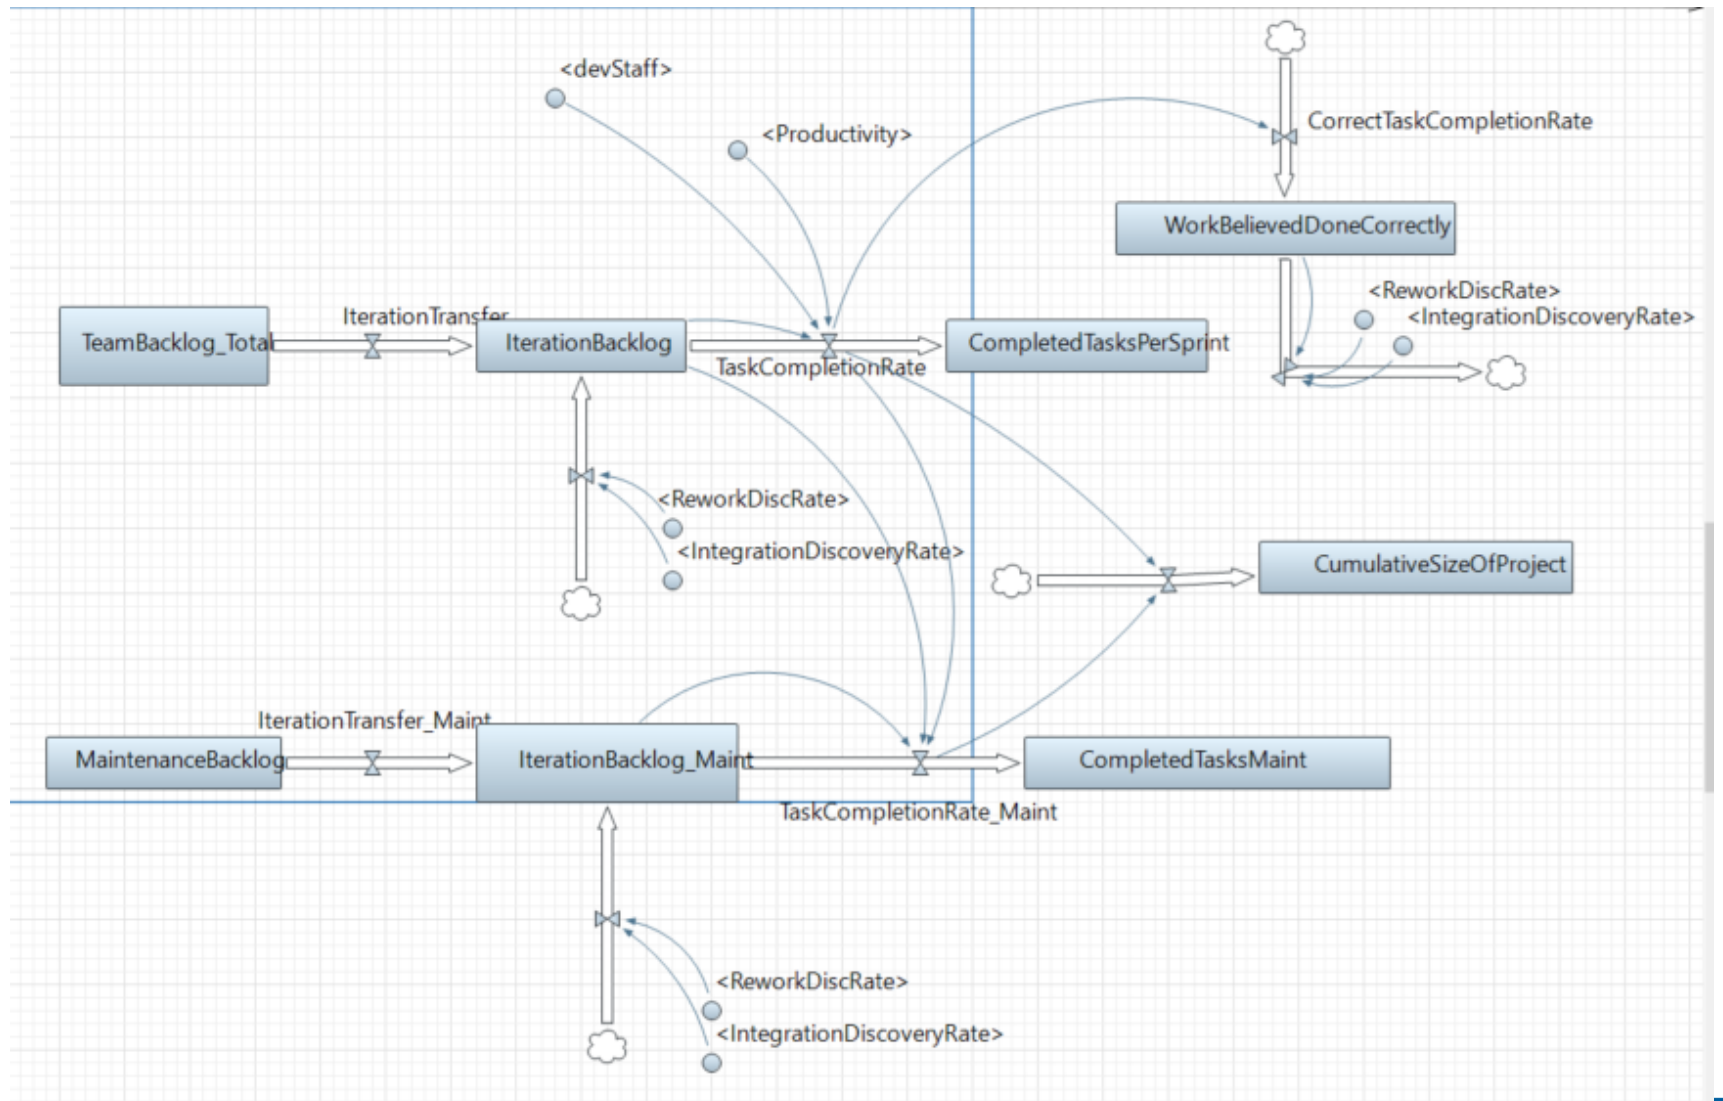 <devStaff>
<Productivity>
CorrectTaskCompletionRate
WorkBelievedDoneCorrectly
<ReworkDiscRate>
<IntegrationDiscoveryRate>
IterationTransfer
TeamBacklog_Total
IterationBacklog
CompletedTasksPerSprint
TaskCompletionRate
<ReworkDiscRate>
<IntegrationDiscoveryRate>
CumulativeSizeOfProject
IterationTransfer_Maint
MaintenanceBacklog
IterationBacklog_Maint
CompletedTasksMaint
TaskCompletionRate_Maint
<ReworkDiscRate>
<IntegrationDiscoveryRate>